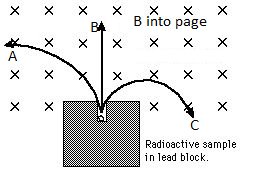 B into page
B
A
C
Radioactive sample
in lead block.